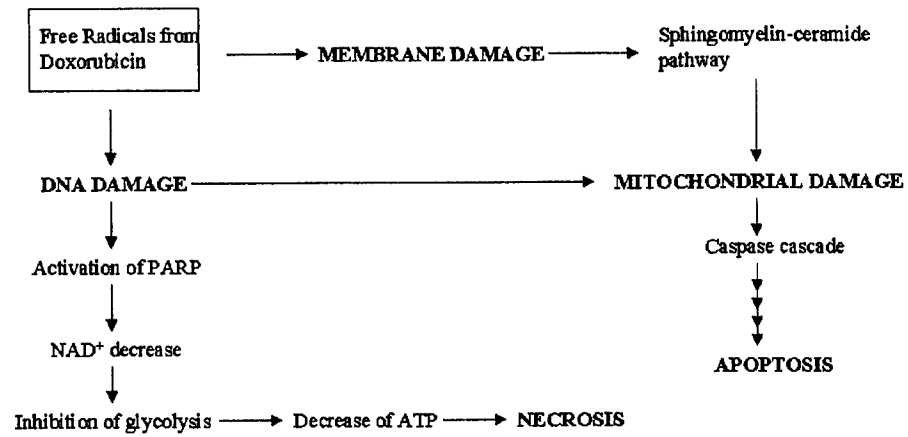 Free Radicals from
Doxorubicin
MEMBRANE DAMAGE
Sphingomyelin-ceramide
pathway
DNA DAMAGE
MITOCHONDRIAL DAMAGE
Activation of PARP
Caspase cascade
NAD⁺ decrease
APOPTOSIS
Inhibition of glycolysis
Decrease of ATP
NECROSIS